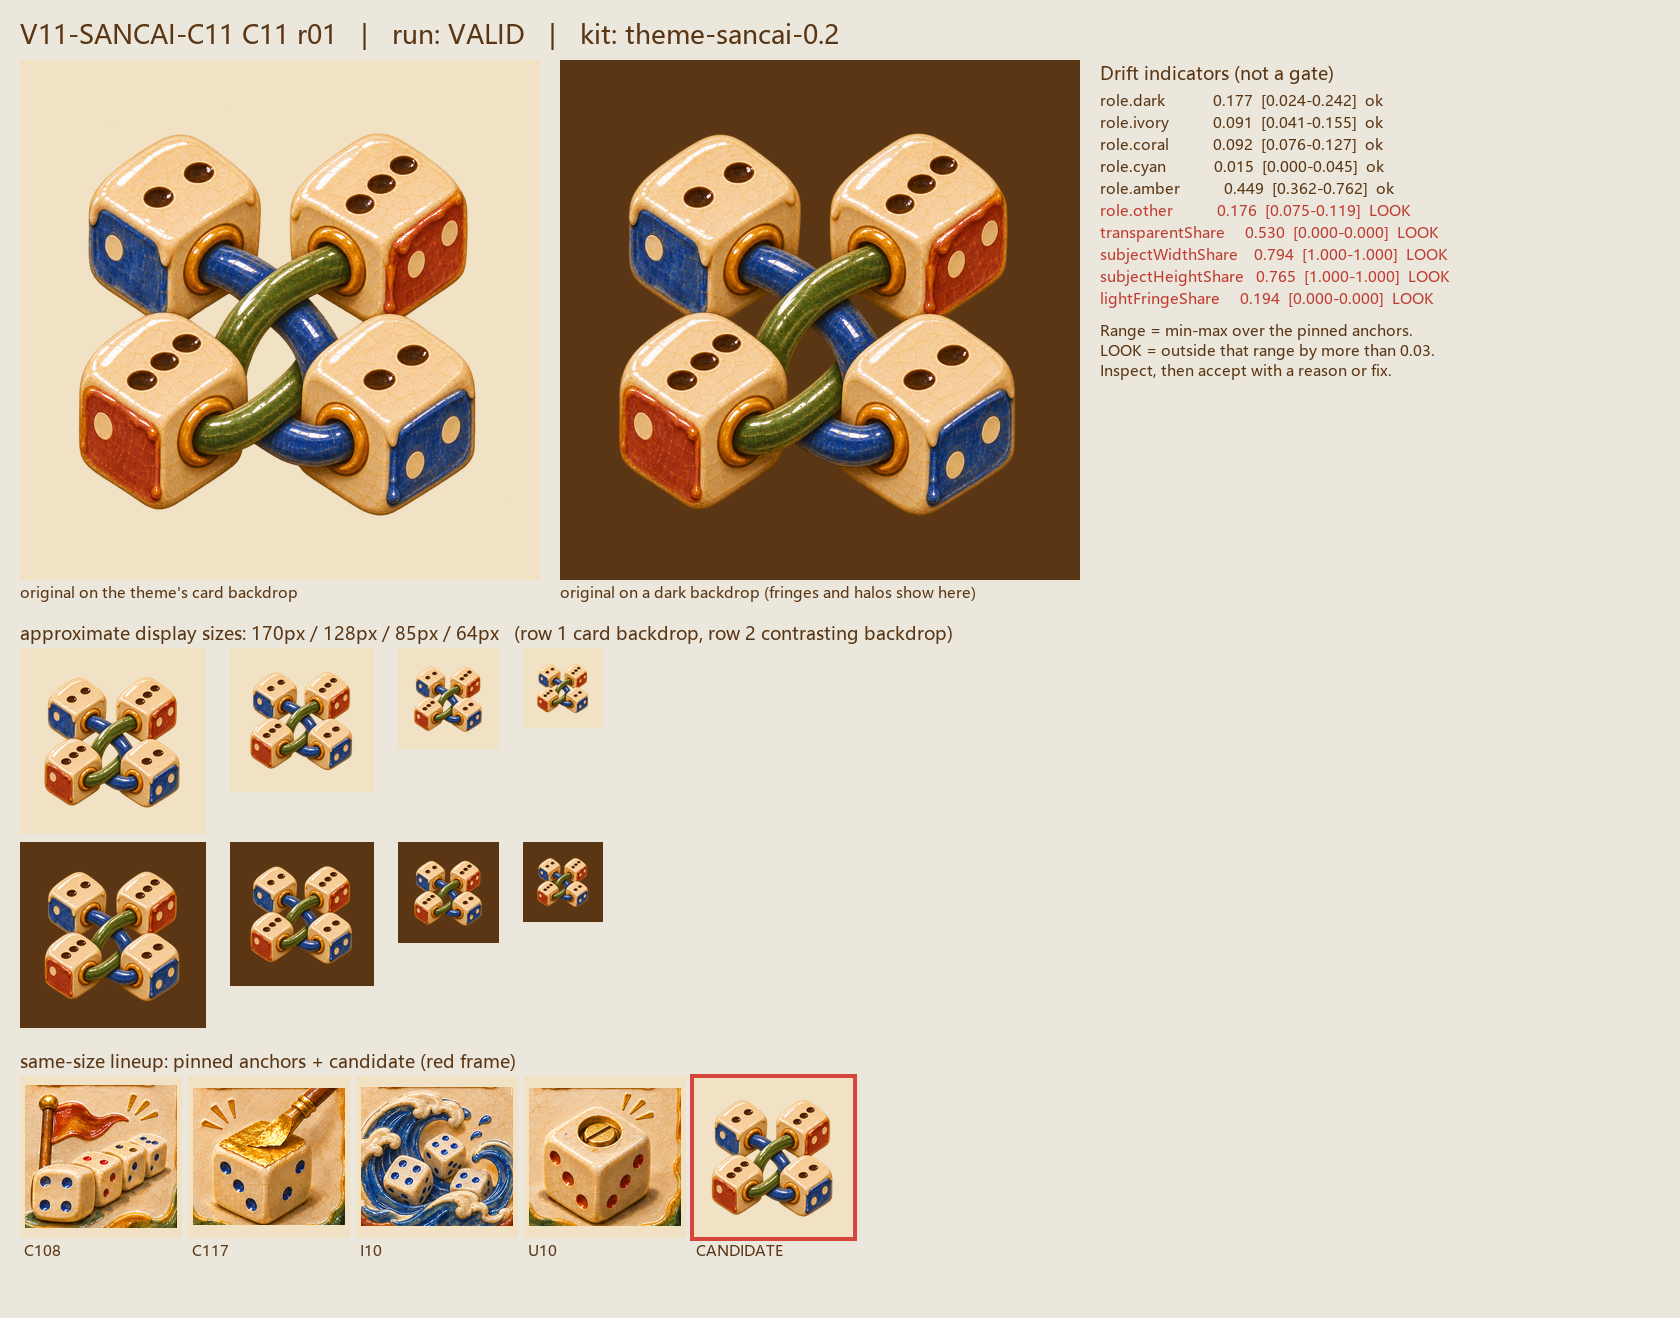 V11-SANCAI-C11 C11 r01   |   run: VALID   |   kit: theme-sancai-0.2
Drift indicators (not a gate)
role.dark 0.177 [0.024-0.242] ok
role.ivory 0.091 [0.041-0.155] ok
role.coral 0.092 [0.076-0.127] ok
role.cyan 0.015 [0.000-0.045] ok
role.amber 0.449 [0.362-0.762] ok
role.other 0.176 [0.075-0.119] LOOK
transparentShare 0.530 [0.000-0.000] LOOK
subjectWidthShare 0.794 [1.000-1.000] LOOK
subjectHeightShare 0.765 [1.000-1.000] LOOK
lightFringeShare 0.194 [0.000-0.000] LOOK
Range = min-max over the pinned anchors.
LOOK = outside that range by more than 0.03.
Inspect, then accept with a reason or fix.
original on the theme's card backdrop
original on a dark backdrop (fringes and halos show here)
approximate display sizes: 170px / 128px / 85px / 64px   (row 1 card backdrop, row 2 contrasting backdrop)
same-size lineup: pinned anchors + candidate (red frame)
C108
C117
I10
U10
CANDIDATE